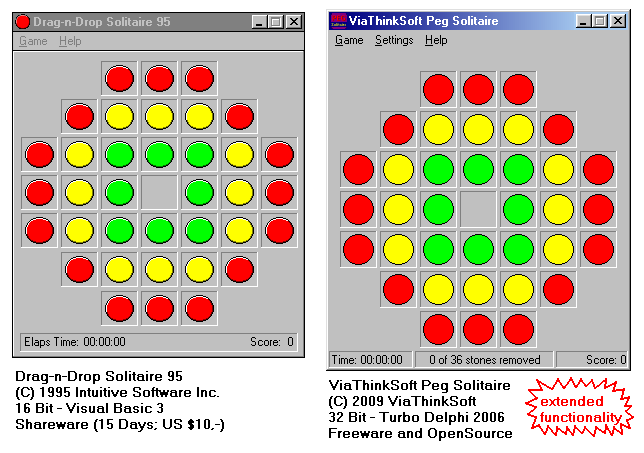 Drag-n-Drop Solitaire 95
Game Help
Elaps Time: 00:00:00 Score: 0
Drag-n-Drop Solitaire 95
(C) 1995 Intuitive Software Inc.
16 Bit - Visual Basic 3
Shareware (15 Days; US $10,-)
ViaThinkSoft Peg Solitaire
Game Settings Help
Time: 00:00:00 0 of 36 stones removed Score: 0
ViaThinkSoft Peg Solitaire
(C) 2009 ViaThinkSoft
32 Bit - Turbo Delphi 2006
Freeware and OpenSource
extended
functionality